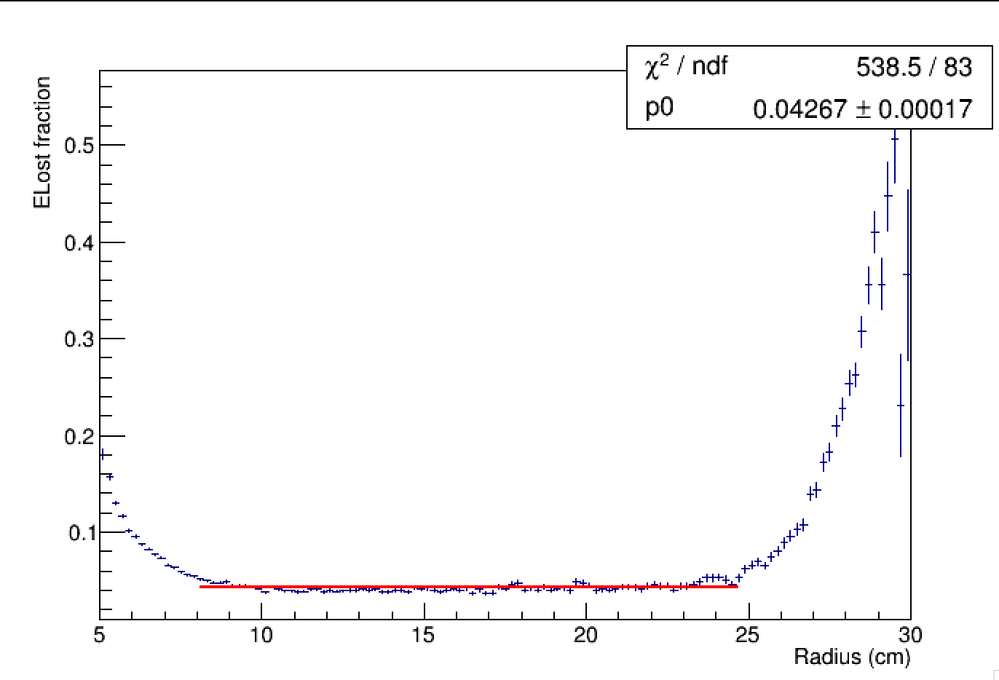 χ² / ndf 538.5 / 83
p0 0.04267 ± 0.00017
ELost fraction
0.5
0.4
0.3
0.2
0.1
5 10 15 20 25 30
Radius (cm)